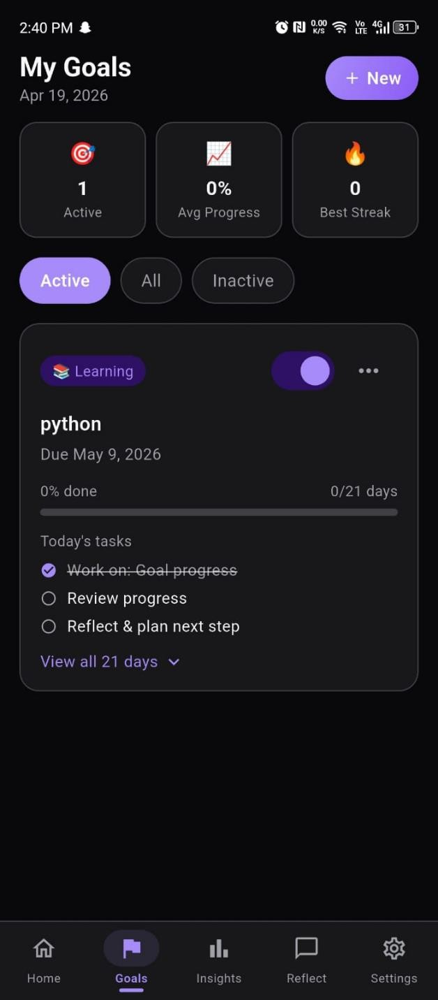 2:40 PM
0.00 K/S
Vo LTE
4G
31
My Goals
Apr 19, 2026
+ New
1
Active
0%
Avg Progress
0
Best Streak
Active
All
Inactive
Learning
python
Due May 9, 2026
0% done
0/21 days
Today's tasks
Work on: Goal progress
Review progress
Reflect & plan next step
View all 21 days
Home
Goals
Insights
Reflect
Settings